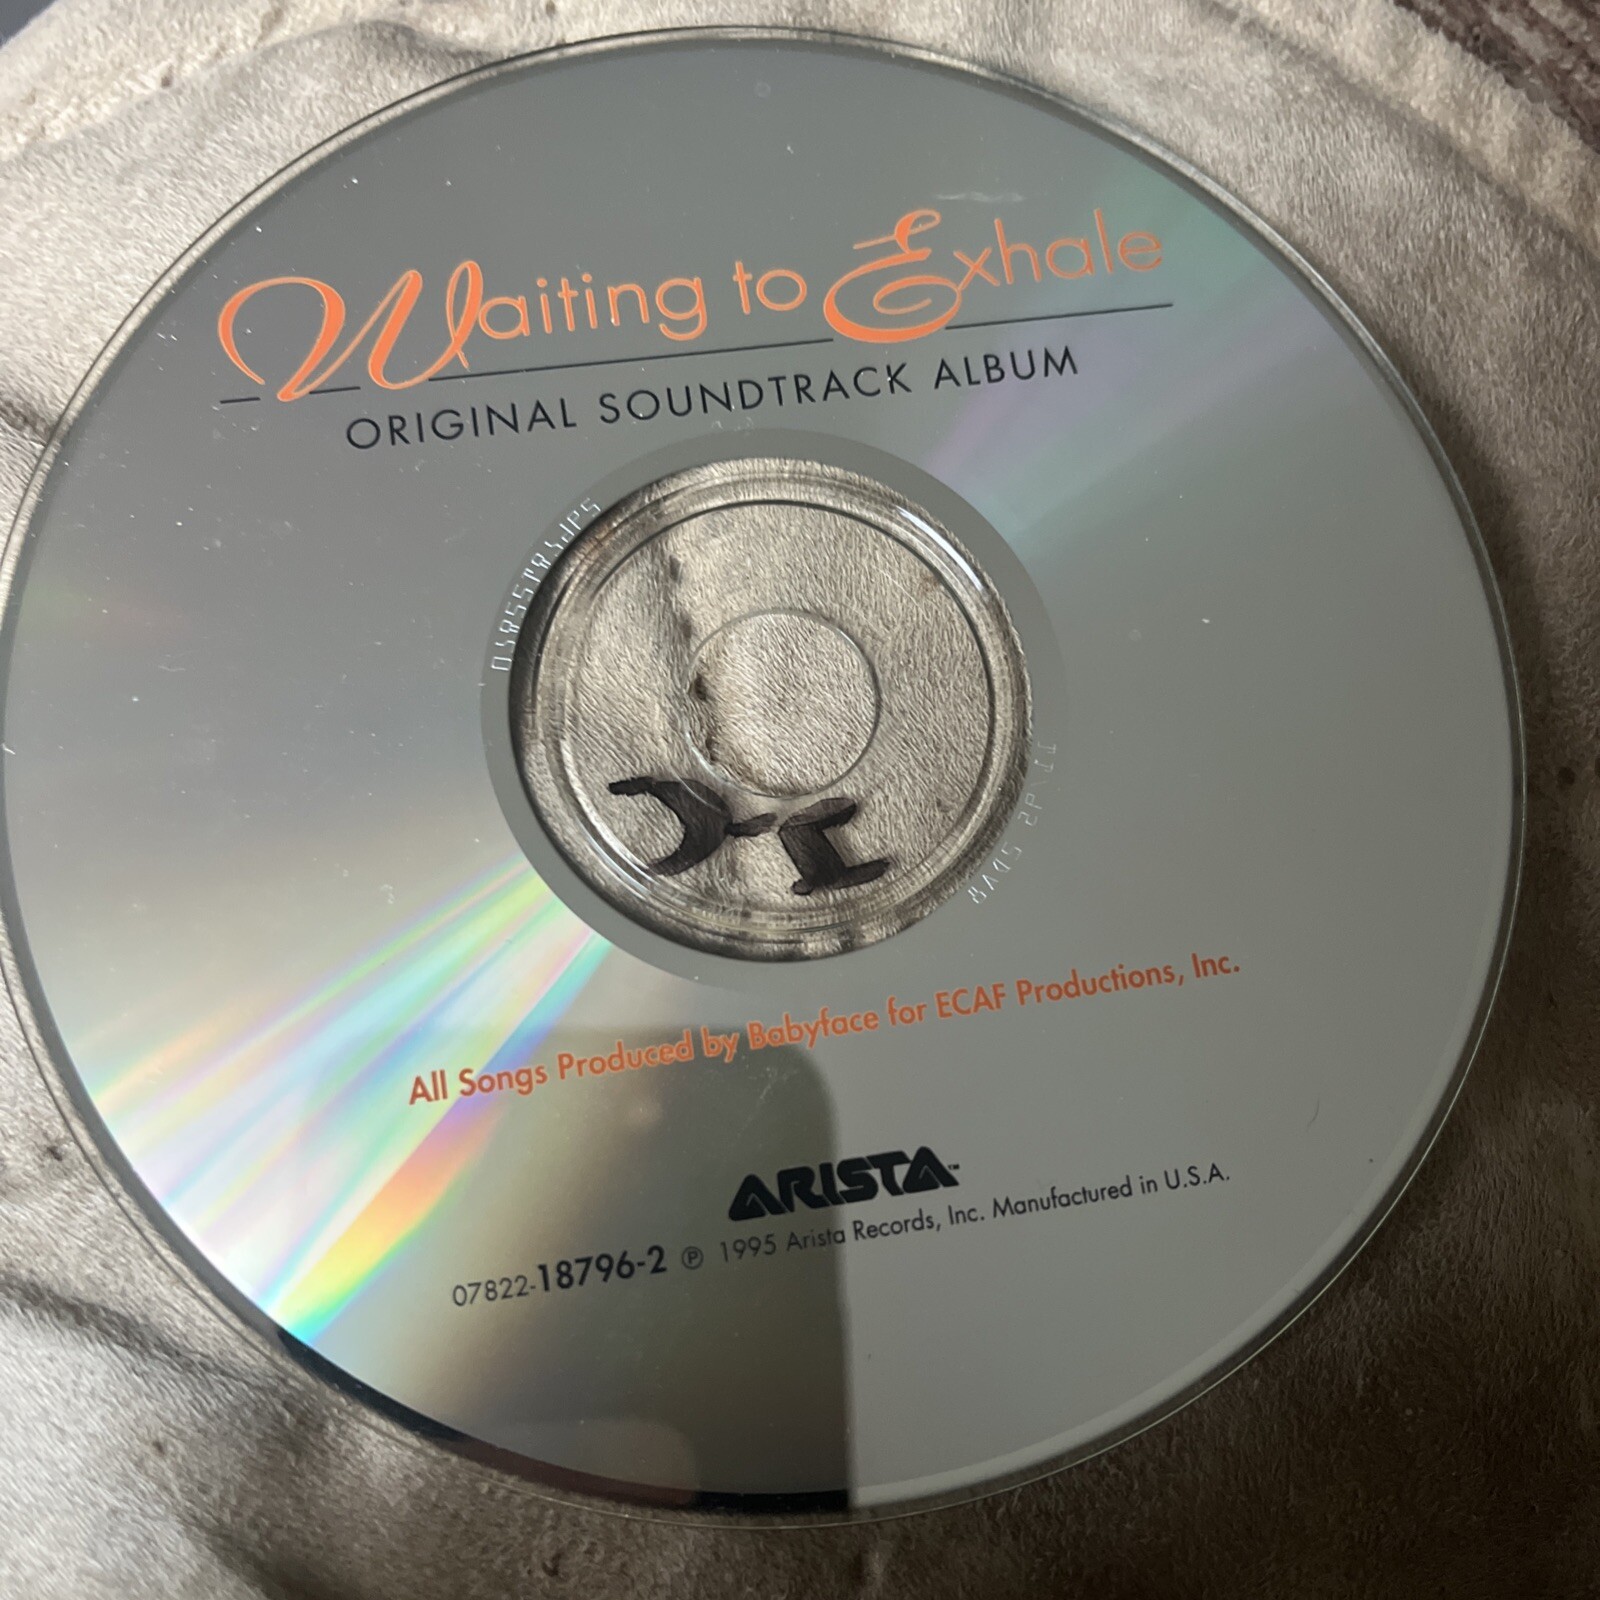 Waiting to Exhale
ORIGINAL SOUNDTRACK ALBUM
All Songs Produced by Babyface for ECAF Productions, Inc.
ARISTA™
07822-18796-2 ℗ 1995 Arista Records, Inc. Manufactured in U.S.A.